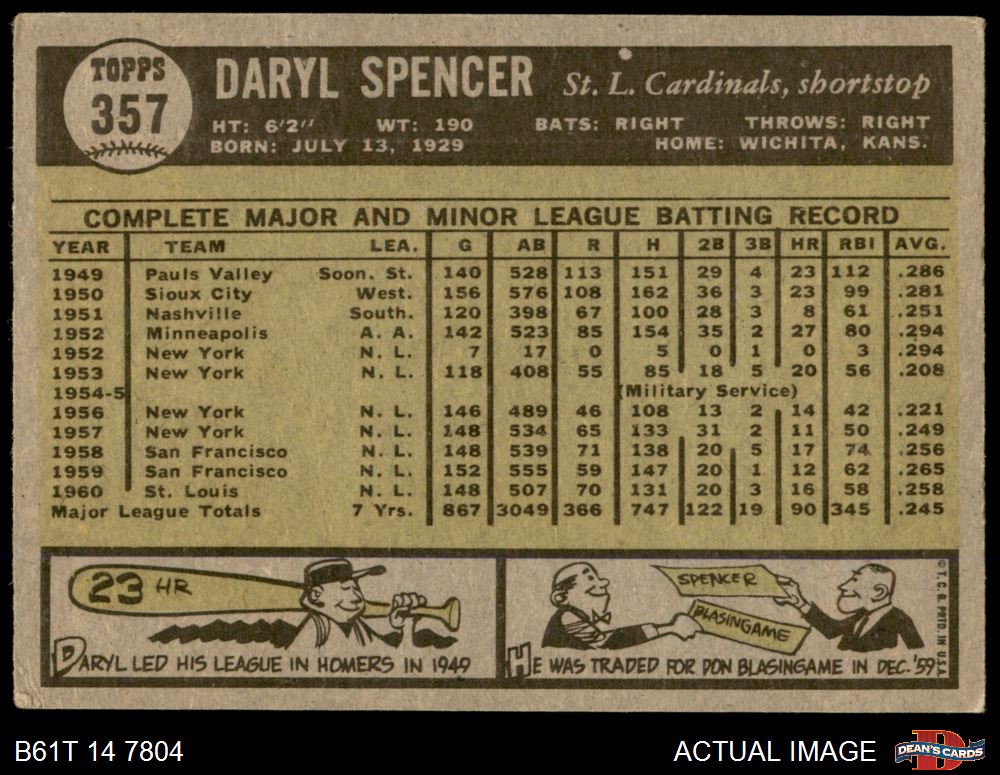 TOPPS
357
DARYL SPENCER St. L. Cardinals, shortstop
HT: 6'2" WT: 190 BATS: RIGHT THROWS: RIGHT
BORN: JULY 13, 1929 HOME: WICHITA, KANS.
COMPLETE MAJOR AND MINOR LEAGUE BATTING RECORD
YEAR TEAM LEA. G AB R H 2B 3B HR RBI AVG.
1949 Pauls Valley Soon. St. 140 528 113 151 29 4 23 112 .286
1950 Sioux City West. 156 576 108 162 36 3 23 99 .281
1951 Nashville South. 120 398 67 100 28 3 8 61 .251
1952 Minneapolis A. A. 142 523 85 154 35 2 27 80 .294
1952 New York N. L. 7 17 0 5 0 1 0 3 .294
1953 New York N. L. 118 408 55 85 18 5 20 56 .208
1954-5 (Military Service)
1956 New York N. L. 146 489 46 108 13 2 14 42 .221
1957 New York N. L. 148 534 65 133 31 2 11 50 .249
1958 San Francisco N. L. 148 539 71 138 20 5 17 74 .256
1959 San Francisco N. L. 152 555 59 147 20 1 12 62 .265
1960 St. Louis N. L. 148 507 70 131 20 3 16 58 .258
Major League Totals 7 Yrs. 867 3049 366 747 122 19 90 345 .245
23 HR
DARYL LED HIS LEAGUE IN HOMERS IN 1949
SPENCER
BLASINGAME
HE WAS TRADED FOR DON BLASINGAME IN DEC. '59
© T. C. G. PRTD. IN U.S.A.
B61T 14 7804
ACTUAL IMAGE
DEAN'S CARDS